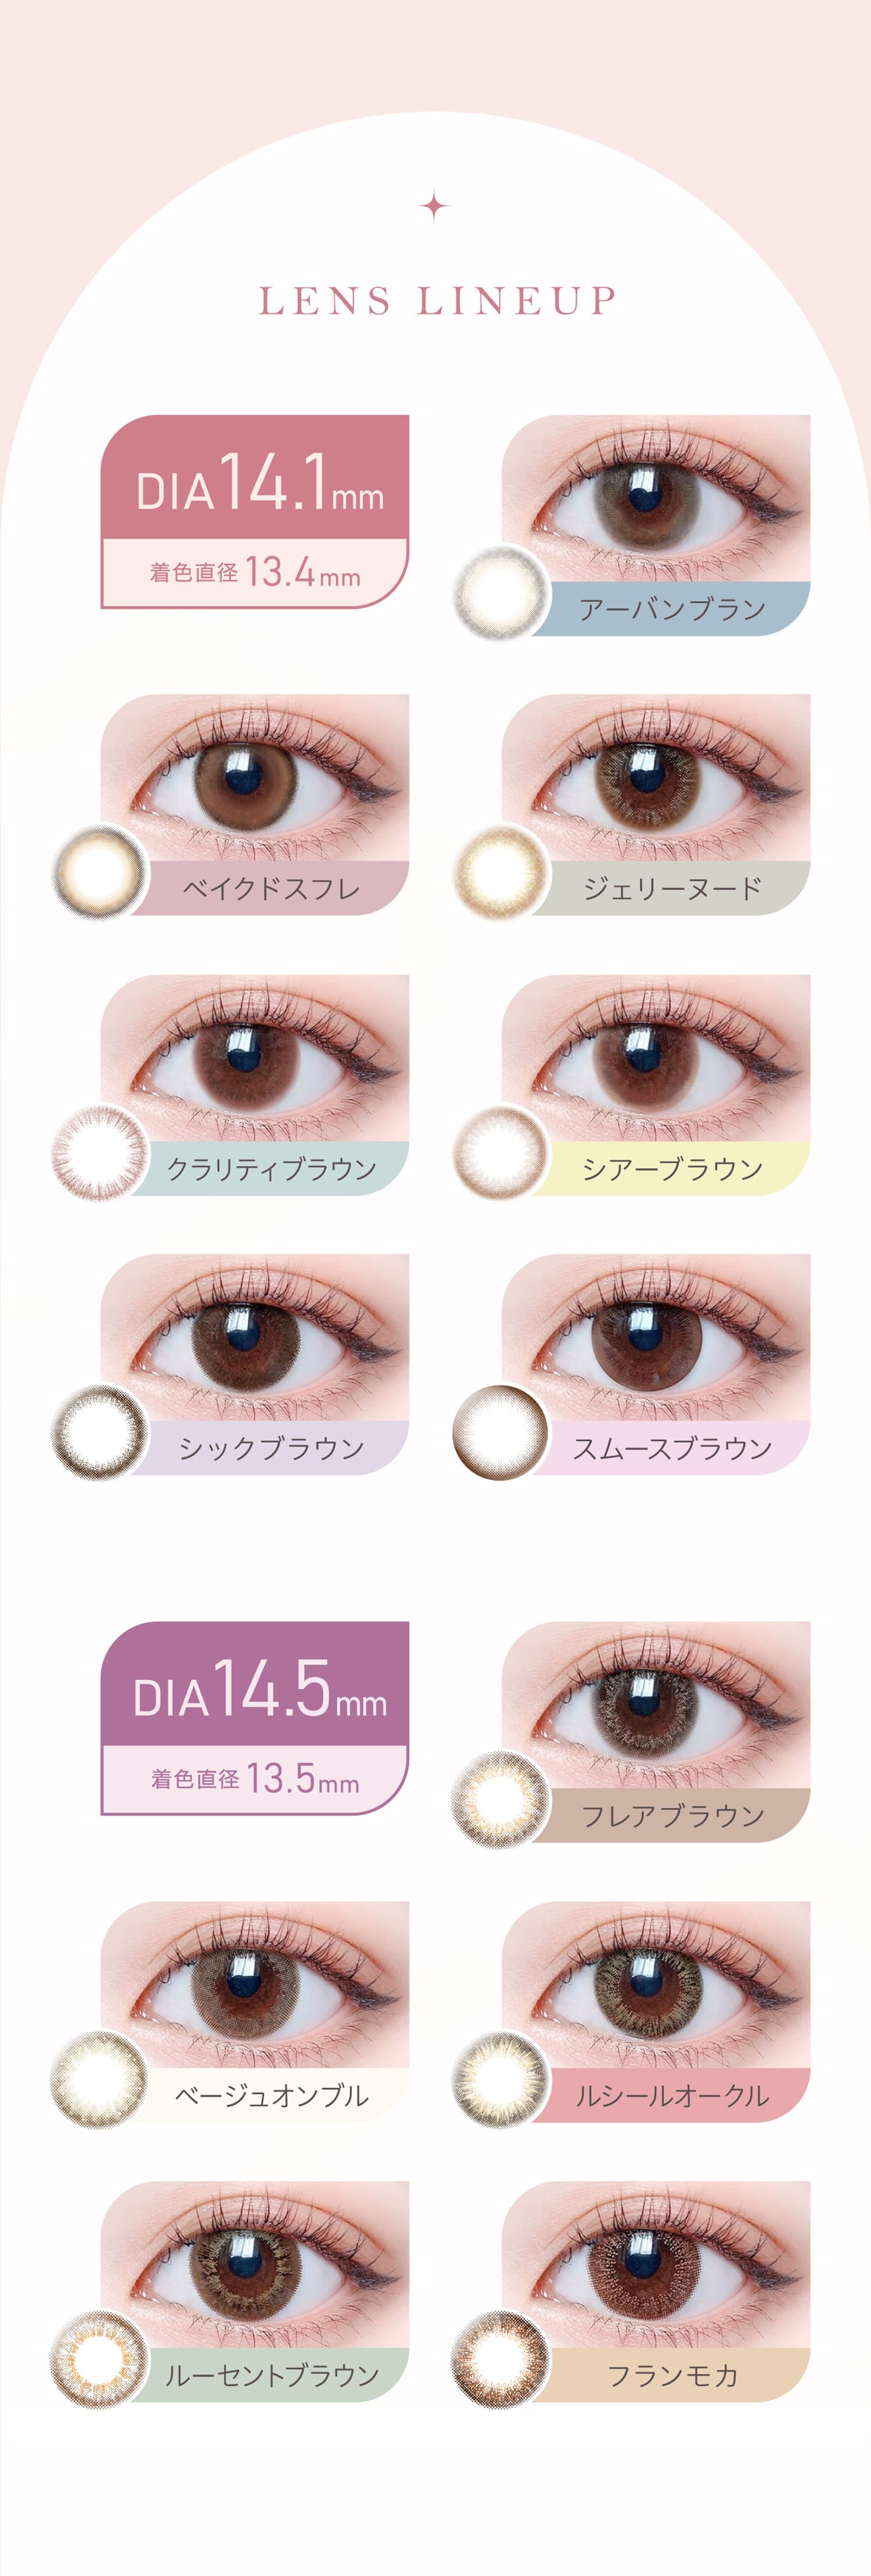 LENS LINEUP
DIA14.1mm
着色直径 13.4mm
アーバンブラン
ベイクドスフレ
ジェリーヌード
クラリティブラウン
シアーブラウン
シックブラウン
スムースブラウン
DIA14.5mm
着色直径 13.5mm
フレアブラウン
ベージュオンブル
ルシールオークル
ルーセントブラウン
フランモカ